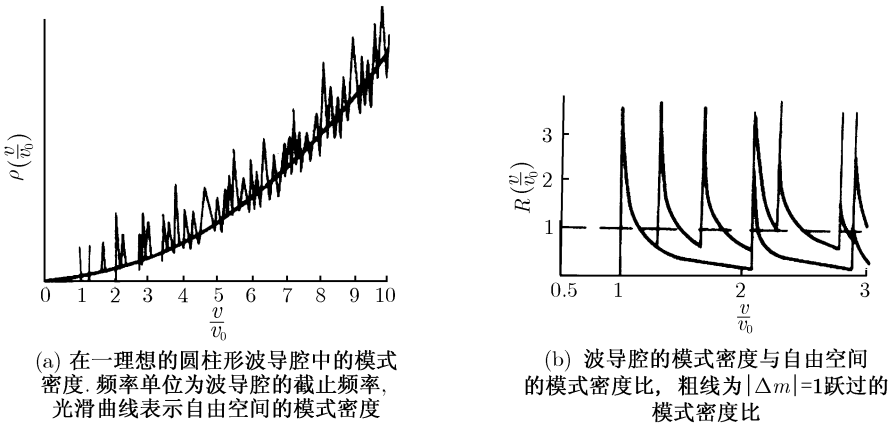 ρ(v/v₀)
0 1 2 3 4 5 6 7 8 9 10
v/v₀
(a) 在一理想的圆柱形波导腔中的模式
密度. 频率单位为波导腔的截止频率,
光滑曲线表示自由空间的模式密度
R(v/v₀)
3
2
1
0.5 1 2 3
v/v₀
(b) 波导腔的模式密度与自由空间
的模式密度比, 粗线为|Δm|=1跃过的
模式密度比